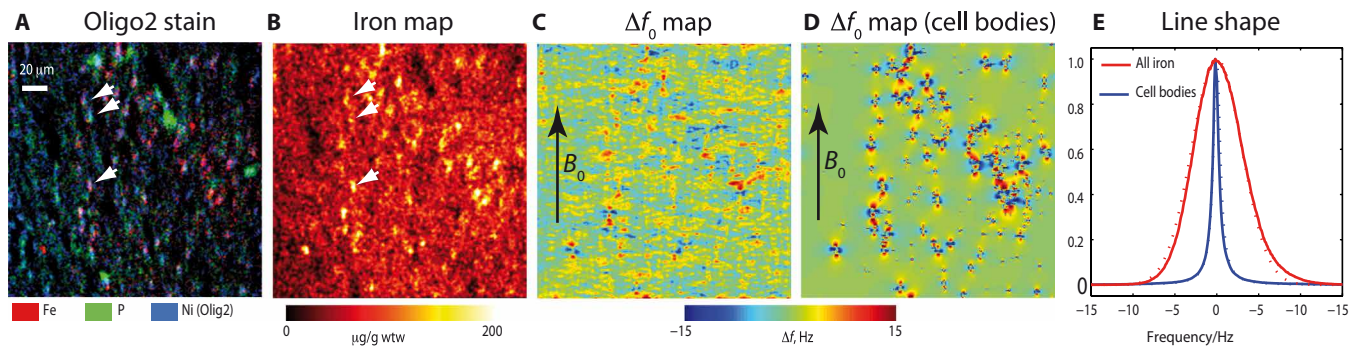 A Oligo2 stain
20 μm
Fe P Ni (Olig2)
B Iron map
0 200
μg/g wtw
C Δf0 map
B0
D Δf0 map (cell bodies)
B0
−15 15
Δf, Hz
E Line shape
All iron
Cell bodies
1.0
0.8
0.6
0.4
0.2
0
−15 −10 −5 0 −5 −10 −15
Frequency/Hz